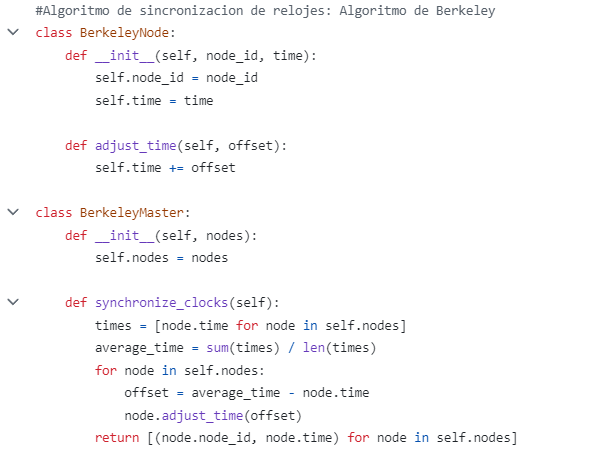 #Algoritmo de sincronizacion de relojes: Algoritmo de Berkeley
class BerkeleyNode:
    def __init__(self, node_id, time):
        self.node_id = node_id
        self.time = time

    def adjust_time(self, offset):
        self.time += offset

class BerkeleyMaster:
    def __init__(self, nodes):
        self.nodes = nodes

    def synchronize_clocks(self):
        times = [node.time for node in self.nodes]
        average_time = sum(times) / len(times)
        for node in self.nodes:
            offset = average_time - node.time
            node.adjust_time(offset)
        return [(node.node_id, node.time) for node in self.nodes]